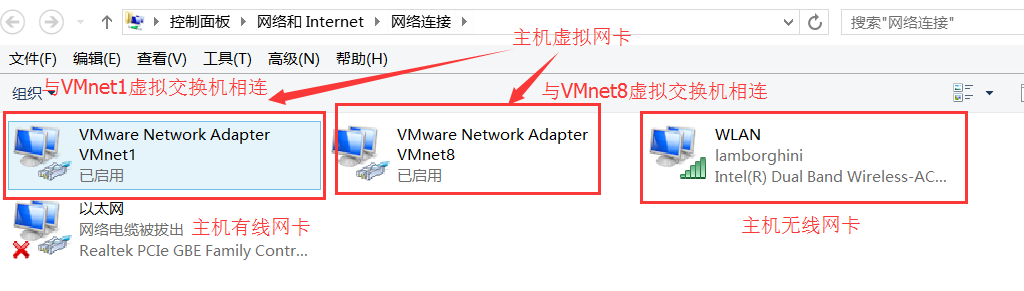 控制面板 › 网络和 Internet › 网络连接 ›
搜索"网络连接"
主机虚拟网卡
文件(F) 编辑(E) 查看(V) 工具(T) 高级(N) 帮助(H)
组织
与VMnet1虚拟交换机相连
与VMnet8虚拟交换机相连
VMware Network Adapter
VMnet1
已启用
VMware Network Adapter
VMnet8
已启用
WLAN
lamborghini
Intel(R) Dual Band Wireless-AC...
以太网
网络电缆被拔出
Realtek PCIe GBE Family Contr...
主机有线网卡
主机无线网卡